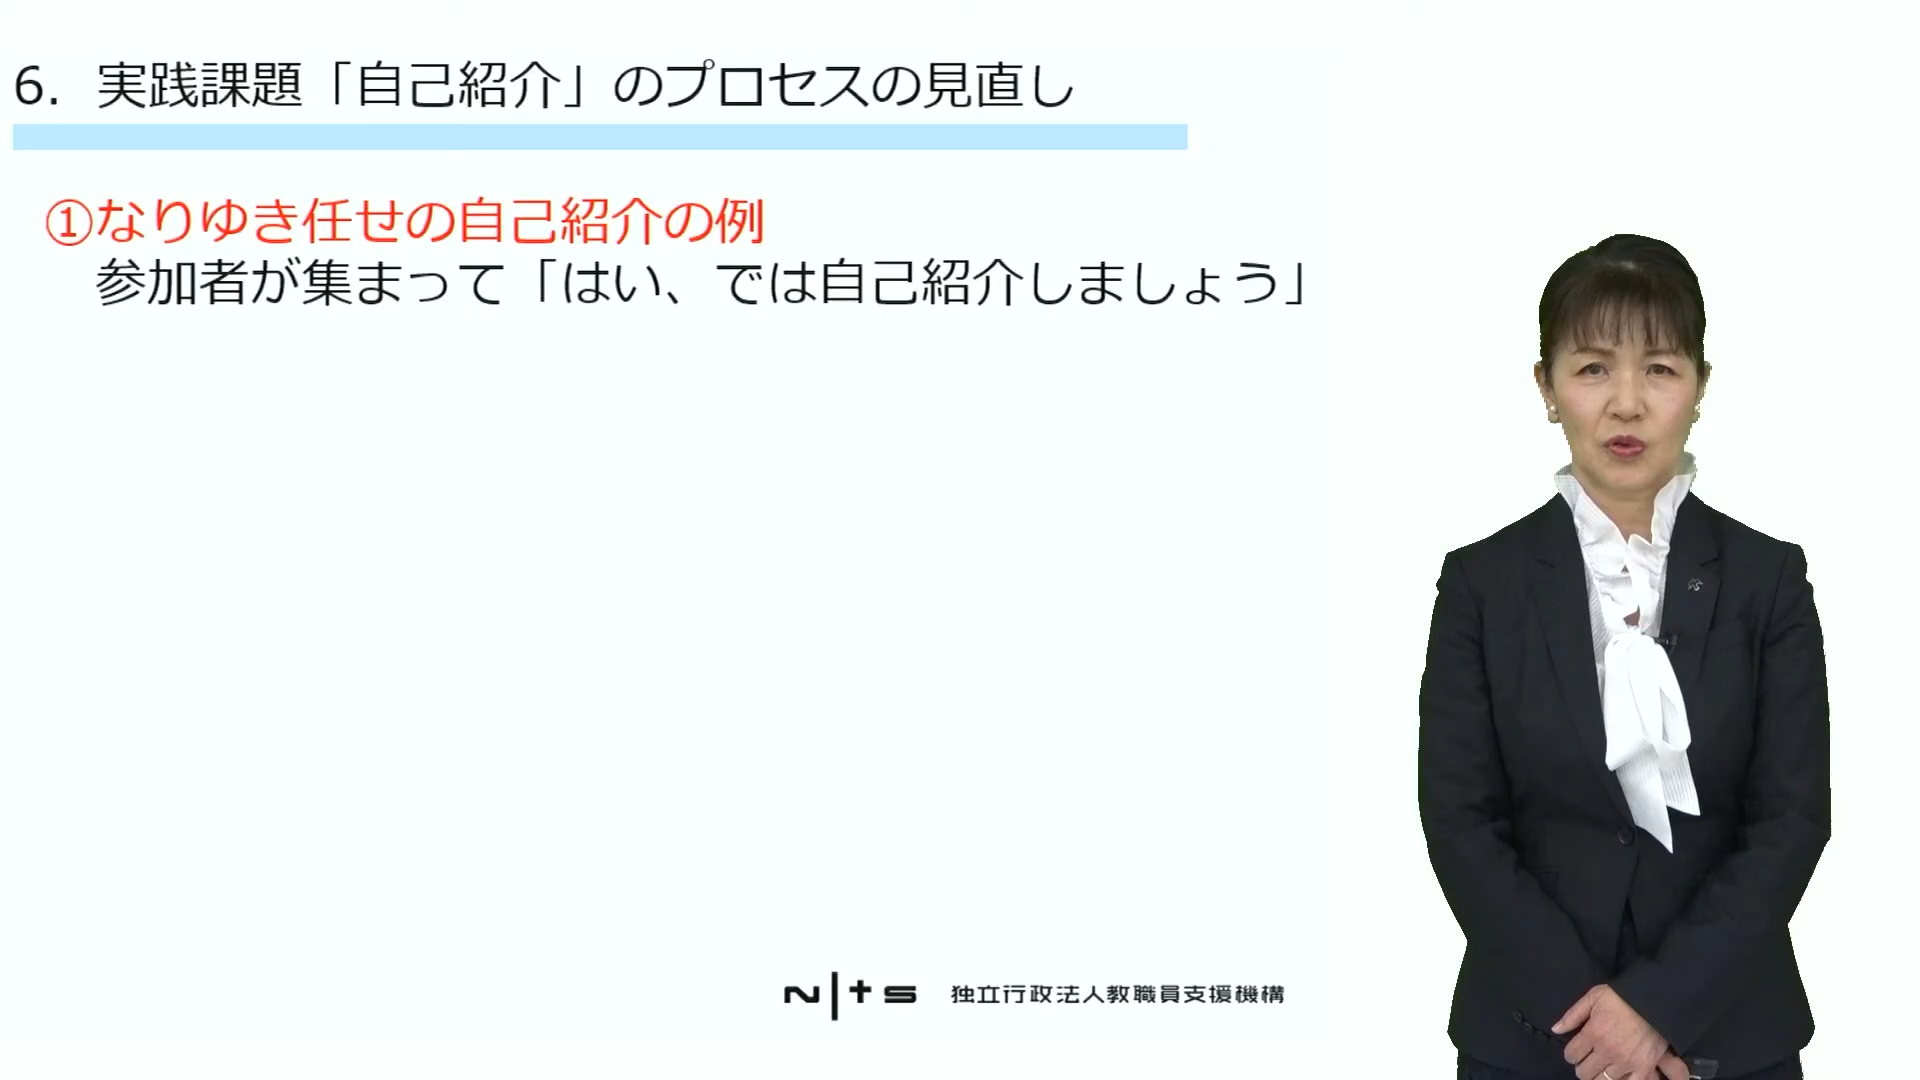 6．実践課題「自己紹介」のプロセスの見直し
①なりゆき任せの自己紹介の例
参加者が集まって「はい、では自己紹介しましょう」
N|ts 独立行政法人教職員支援機構